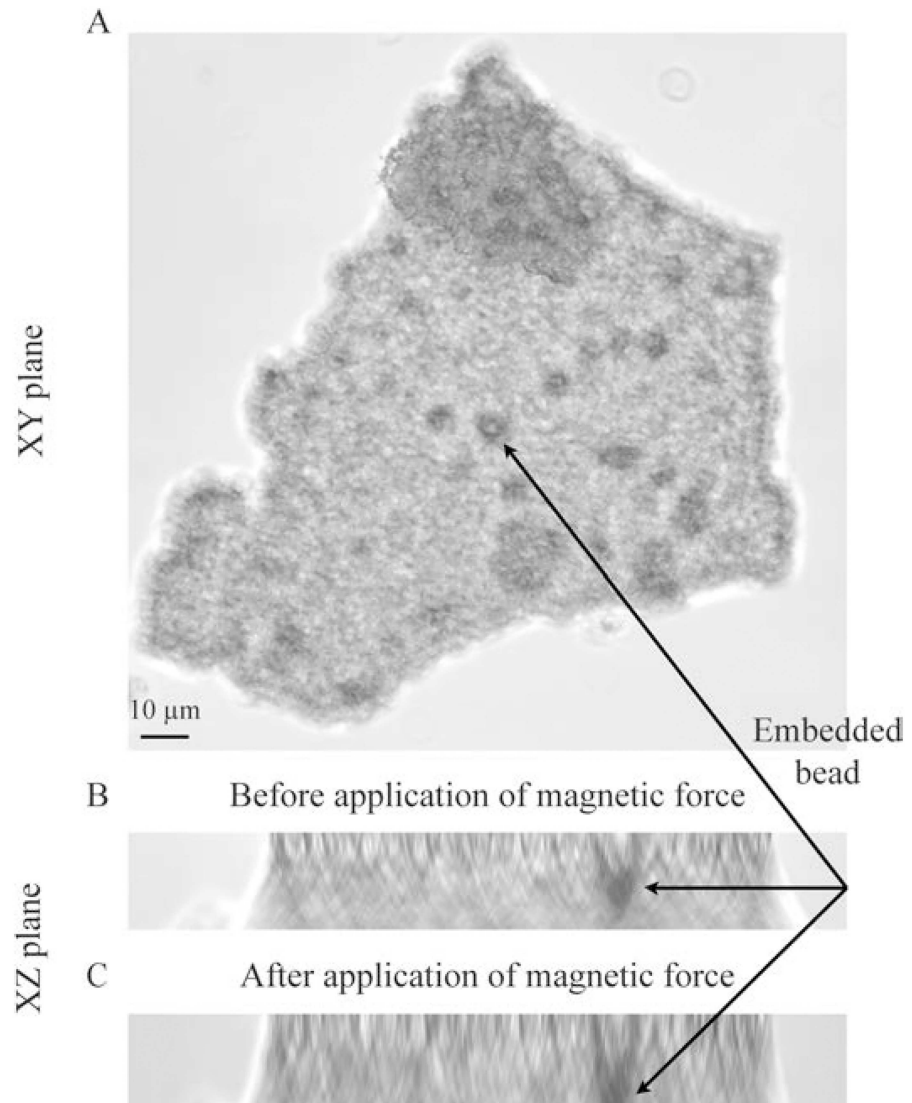 A
XY plane
10 µm
Embedded
bead
B
Before application of magnetic force
XZ plane
C
After application of magnetic force